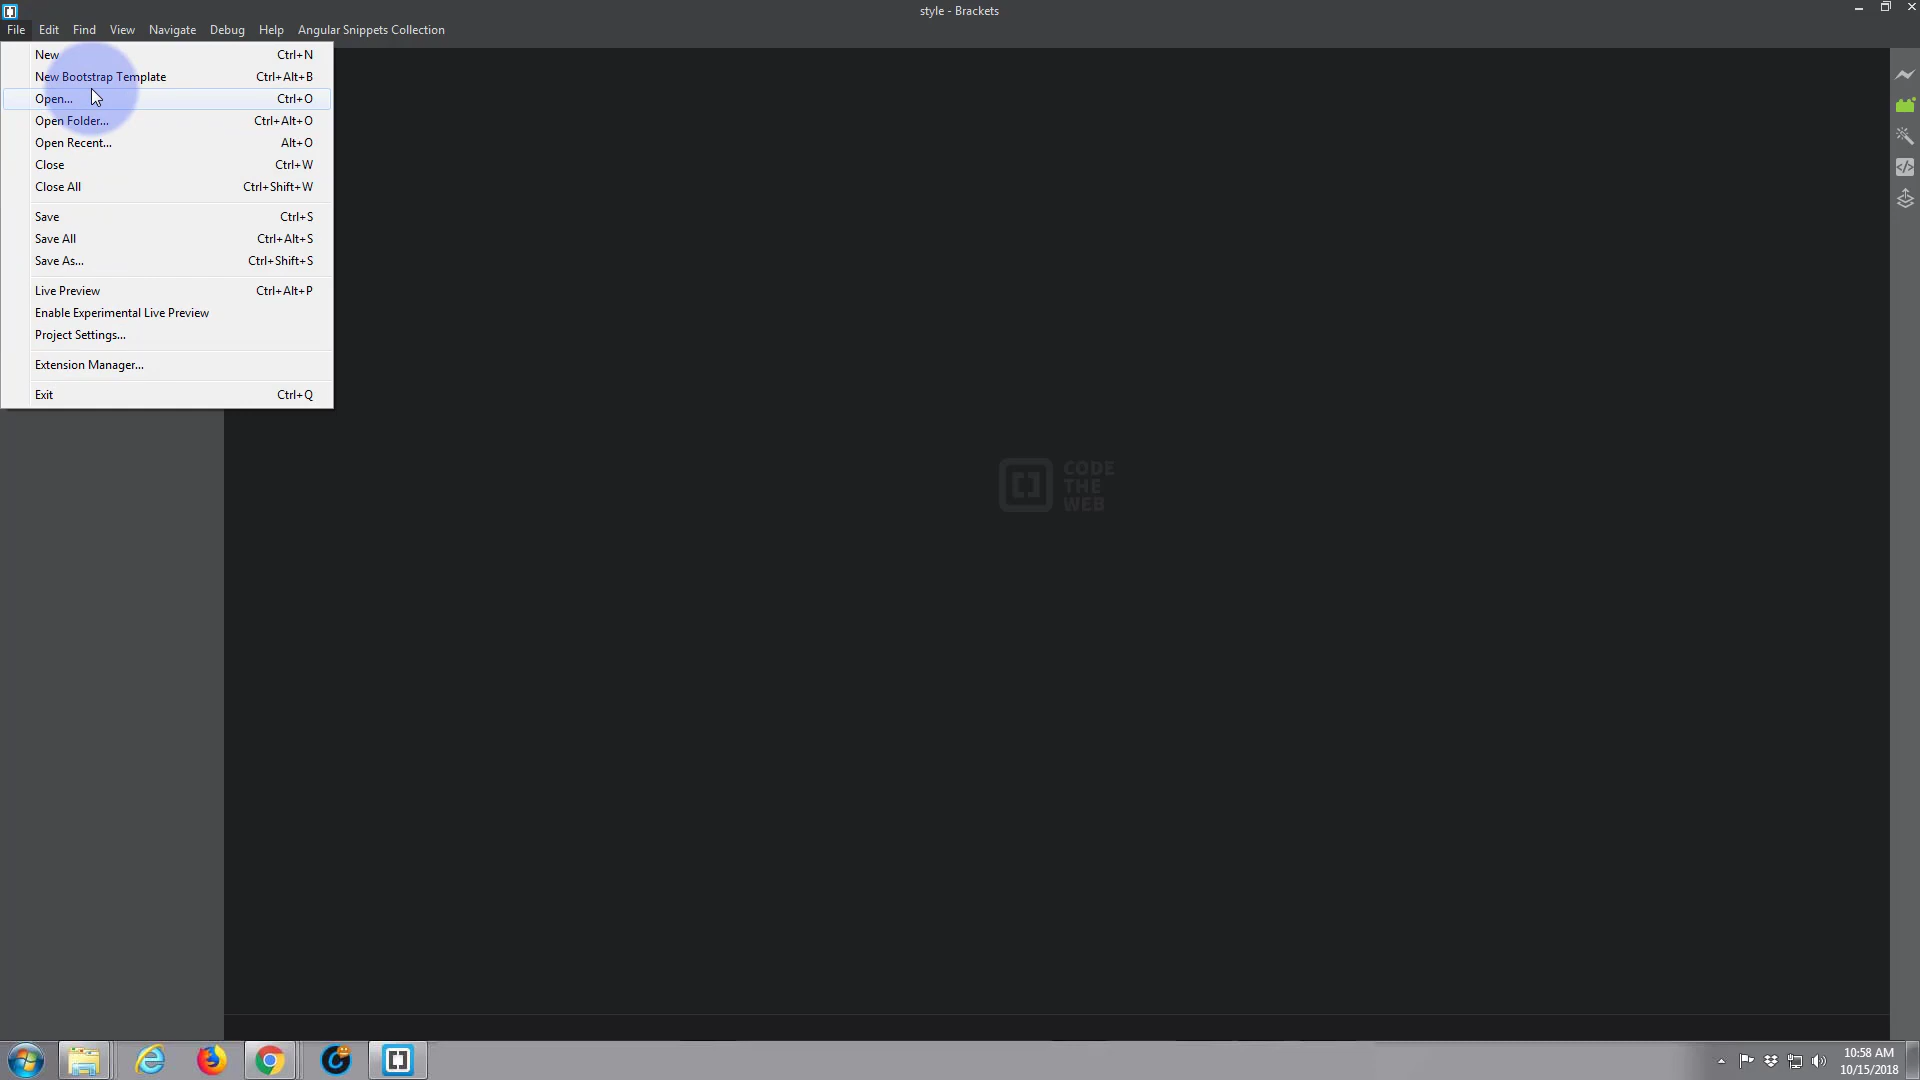 style - Brackets
File Edit Find View Navigate Debug Help Angular Snippets Collection
New Ctrl+N
New Bootstrap Template Ctrl+Alt+B
Open... Ctrl+O
Open Folder... Ctrl+Alt+O
Open Recent... Alt+O
Close Ctrl+W
Close All Ctrl+Shift+W
Save Ctrl+S
Save All Ctrl+Alt+S
Save As... Ctrl+Shift+S
Live Preview Ctrl+Alt+P
Enable Experimental Live Preview
Project Settings...
Extension Manager...
Exit Ctrl+Q
CODE
THE
WEB
10:58 AM
10/15/2018